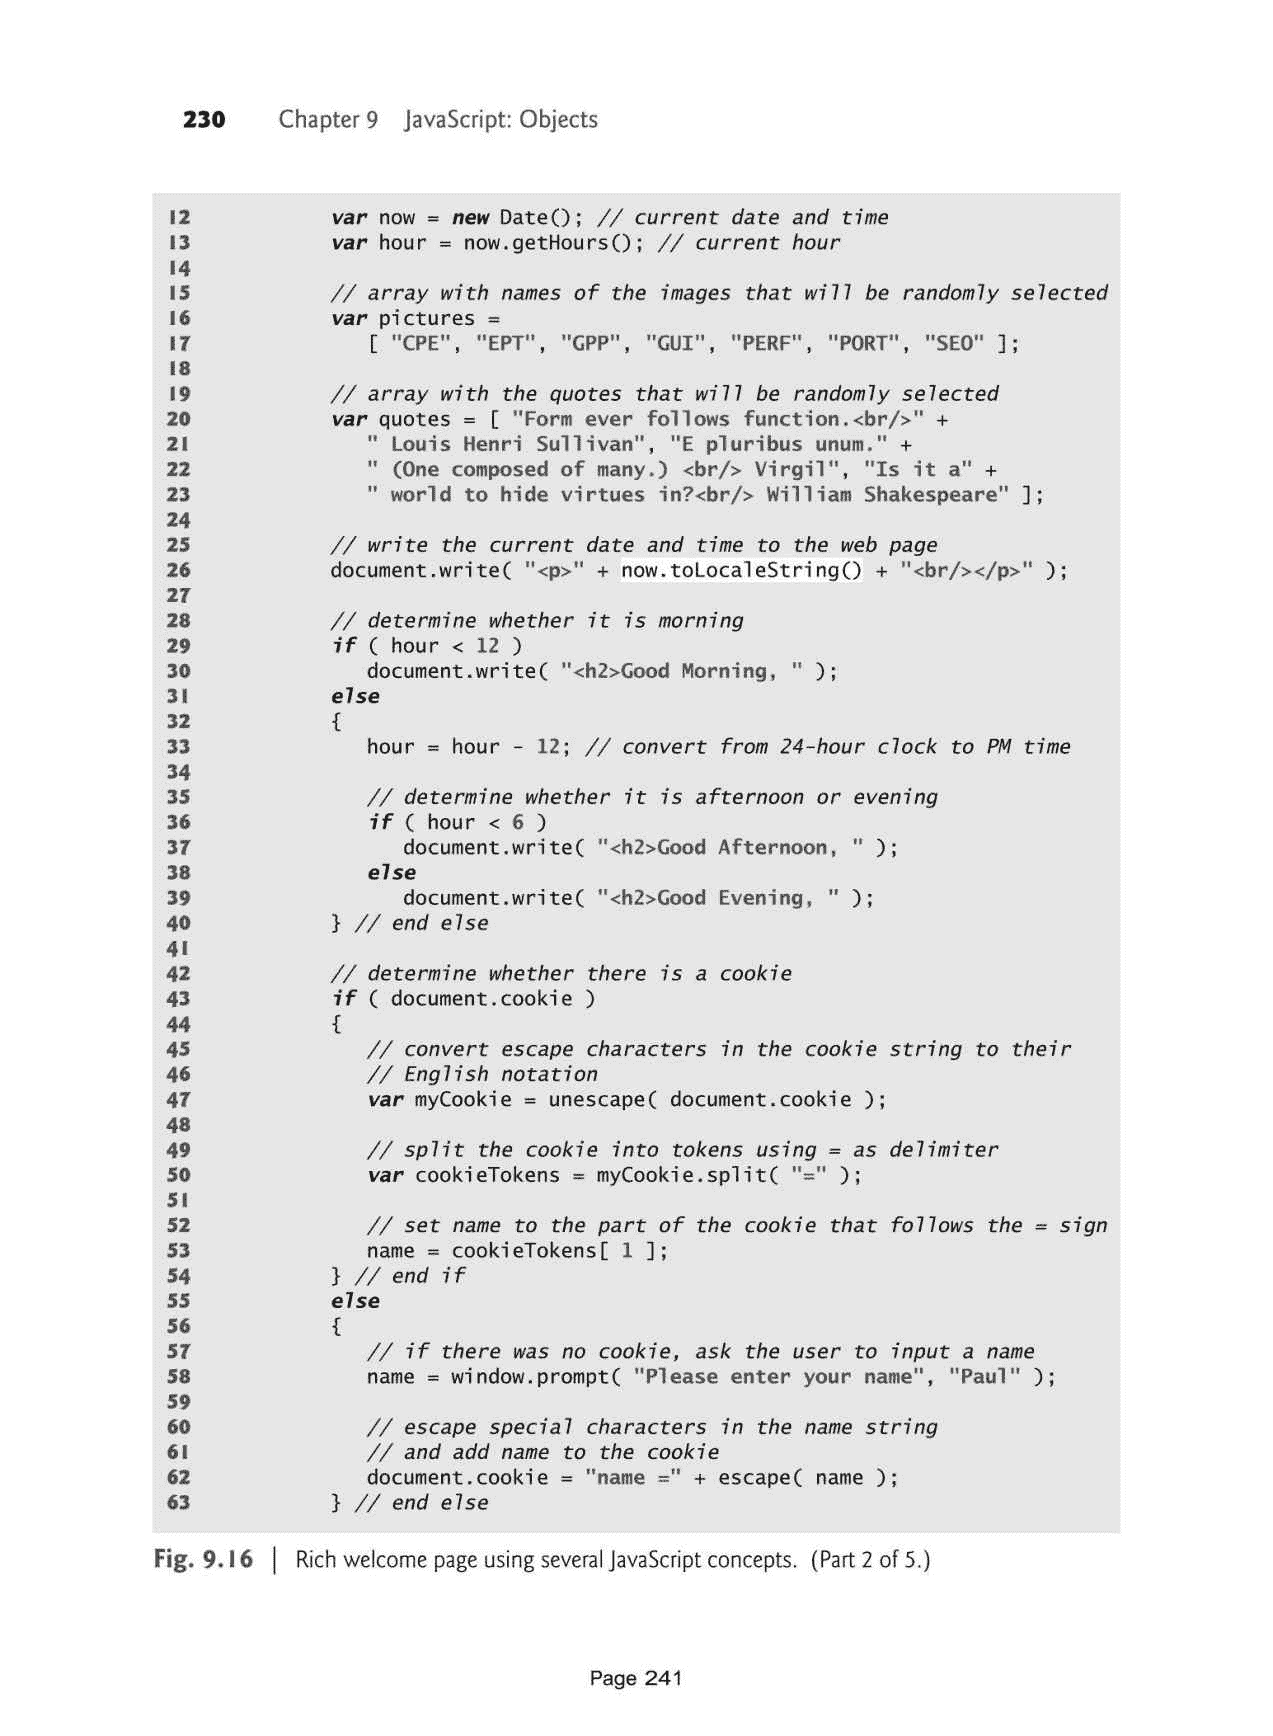 230 Chapter 9 JavaScript: Objects
12 var now = new Date(); // current date and time
13 var hour = now.getHours(); // current hour
14
15 // array with names of the images that will be randomly selected
16 var pictures =
17 [ "CPE", "EPT", "GPP", "GUI", "PERF", "PORT", "SEO" ];
18
19 // array with the quotes that will be randomly selected
20 var quotes = [ "Form ever follows function.<br/>" +
21 " Louis Henri Sullivan", "E pluribus unum." +
22 " (One composed of many.) <br/> Virgil", "Is it a" +
23 " world to hide virtues in?<br/> William Shakespeare" ];
24
25 // write the current date and time to the web page
26 document.write( "<p>" + now.toLocaleString() + "<br/></p>" );
27
28 // determine whether it is morning
29 if ( hour < 12 )
30 document.write( "<h2>Good Morning, " );
31 else
32 {
33 hour = hour - 12; // convert from 24-hour clock to PM time
34
35 // determine whether it is afternoon or evening
36 if ( hour < 6 )
37 document.write( "<h2>Good Afternoon, " );
38 else
39 document.write( "<h2>Good Evening, " );
40 } // end else
41
42 // determine whether there is a cookie
43 if ( document.cookie )
44 {
45 // convert escape characters in the cookie string to their
46 // English notation
47 var myCookie = unescape( document.cookie );
48
49 // split the cookie into tokens using = as delimiter
50 var cookieTokens = myCookie.split( "=" );
51
52 // set name to the part of the cookie that follows the = sign
53 name = cookieTokens[ 1 ];
54 } // end if
55 else
56 {
57 // if there was no cookie, ask the user to input a name
58 name = window.prompt( "Please enter your name", "Paul" );
59
60 // escape special characters in the name string
61 // and add name to the cookie
62 document.cookie = "name =" + escape( name );
63 } // end else
Fig. 9.16 | Rich welcome page using several JavaScript concepts. (Part 2 of 5.)
Page 241